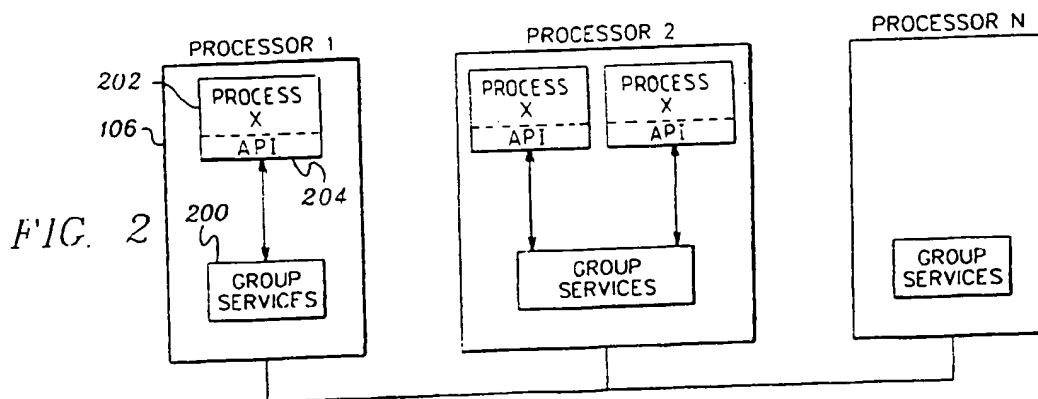 PROCESSOR 1
PROCESSOR 2
PROCESSOR N
202
PROCESS
X
API
PROCESS
X
API
PROCESS
X
API
106
204
FIG. 2
200
GROUP
SERVICES
GROUP
SERVICES
GROUP
SERVICES